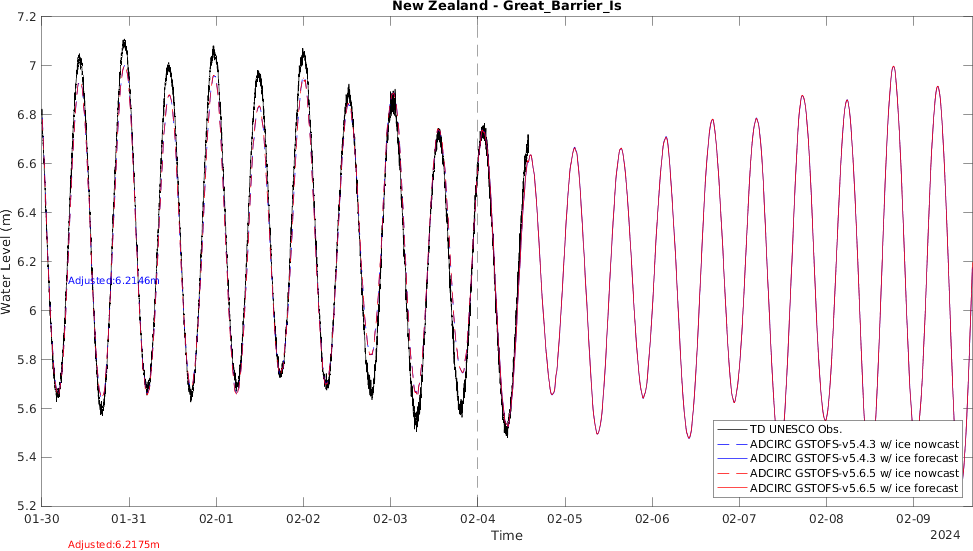 New Zealand - Great_Barrier_Is
7.2
7
6.8
6.6
6.4
6.2
6
5.8
5.6
5.4
5.2
Water Level (m)
Adjusted:6.2146m
TD UNESCO Obs.
ADCIRC GSTOFS-v5.4.3 w/ ice nowcast
ADCIRC GSTOFS-v5.4.3 w/ ice forecast
ADCIRC GSTOFS-v5.6.5 w/ ice nowcast
ADCIRC GSTOFS-v5.6.5 w/ ice forecast
01-30 01-31 02-01 02-02 02-03 02-04 02-05 02-06 02-07 02-08 02-09
Time
2024
Adjusted:6.2175m